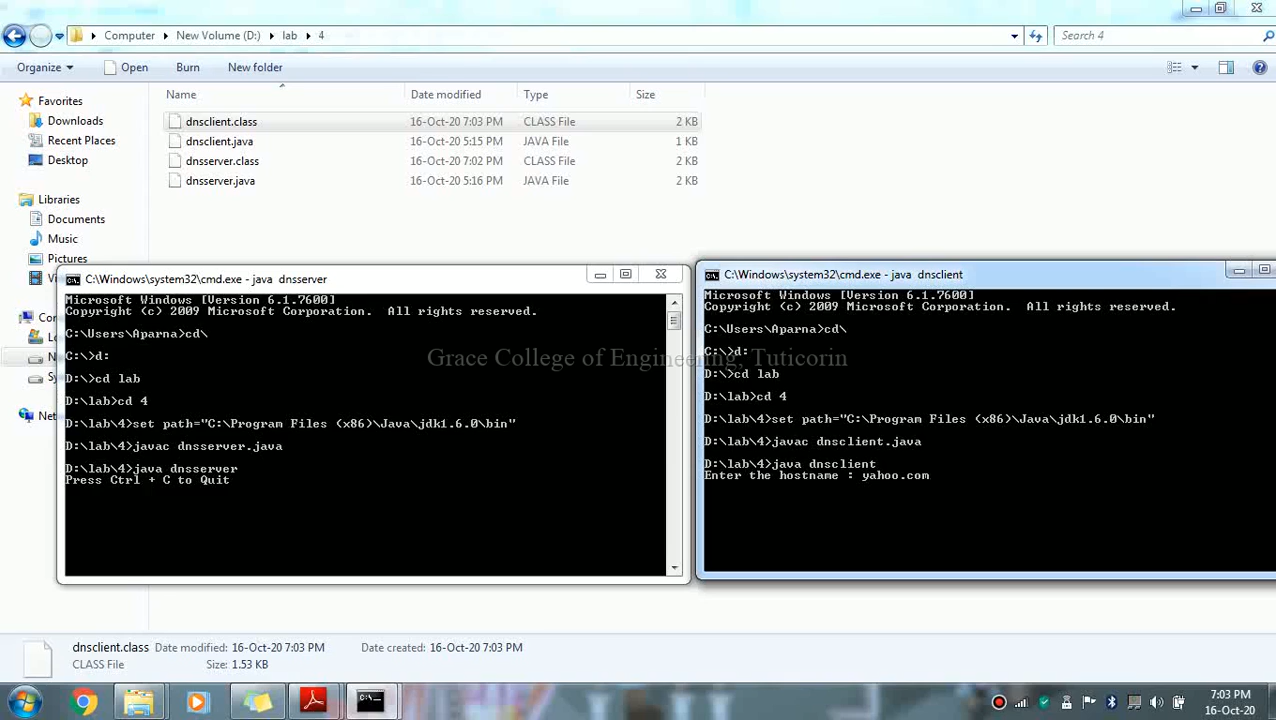 Computer ▸ New Volume (D:) ▸ lab ▸ 4
Search 4
Organize ▾ Open Burn New folder
Name Date modified Type Size
dnsclient.class 16-Oct-20 7:03 PM CLASS File 2 KB
dnsclient.java 16-Oct-20 5:15 PM JAVA File 1 KB
dnsserver.class 16-Oct-20 7:02 PM CLASS File 2 KB
dnsserver.java 16-Oct-20 5:16 PM JAVA File 2 KB
Favorites
Downloads
Recent Places
Desktop
Libraries
Documents
Music
Pictures
C:\Windows\system32\cmd.exe - java  dnsserver
Microsoft Windows [Version 6.1.7600]
Copyright (c) 2009 Microsoft Corporation.  All rights reserved.
C:\Users\Aparna>cd\
C:\>d:
D:\>cd lab
D:\lab>cd 4
D:\lab\4>set path="C:\Program Files (x86)\Java\jdk1.6.0\bin"
D:\lab\4>javac dnsserver.java
D:\lab\4>java dnsserver
Press Ctrl + C to Quit
C:\Windows\system32\cmd.exe - java  dnsclient
Microsoft Windows [Version 6.1.7600]
Copyright (c) 2009 Microsoft Corporation.  All rights reserved.
C:\Users\Aparna>cd\
C:\>d:
D:\>cd lab
D:\lab>cd 4
D:\lab\4>set path="C:\Program Files (x86)\Java\jdk1.6.0\bin"
D:\lab\4>javac dnsclient.java
D:\lab\4>java dnsclient
Enter the hostname : yahoo.com
Grace College of Engineering, Tuticorin
dnsclient.class Date modified: 16-Oct-20 7:03 PM Date created: 16-Oct-20 7:03 PM
CLASS File Size: 1.53 KB
7:03 PM
16-Oct-20